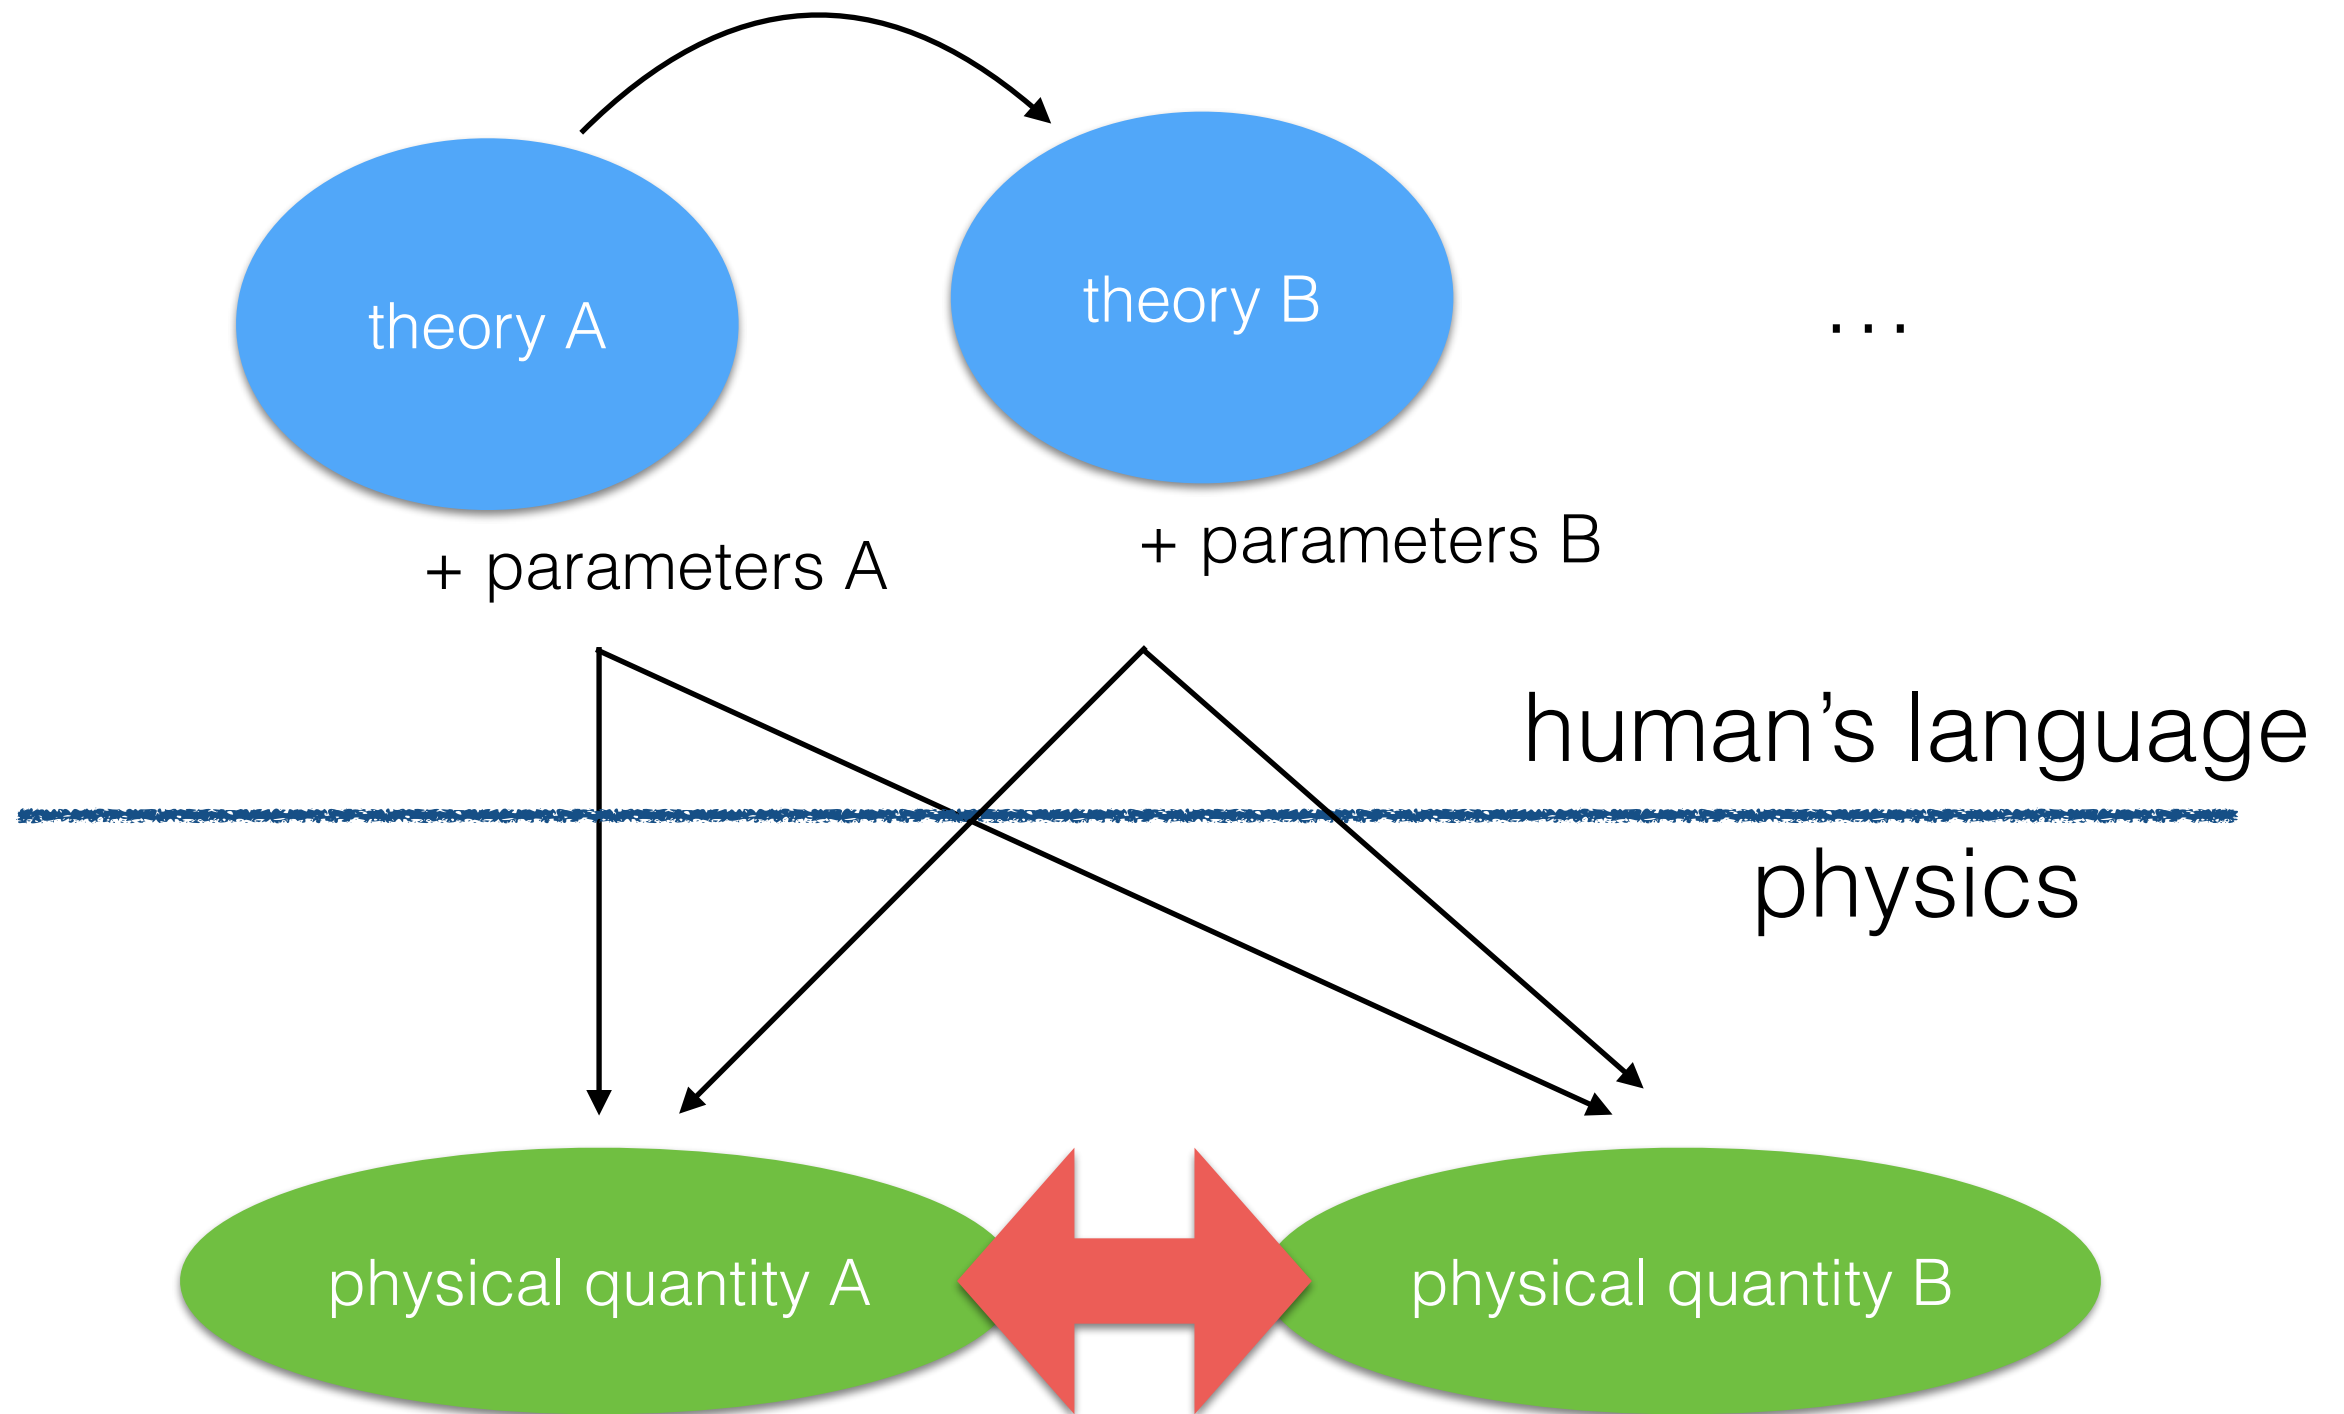 theory A
theory B
...
+ parameters A
+ parameters B
human’s language
physics
physical quantity A
physical quantity B